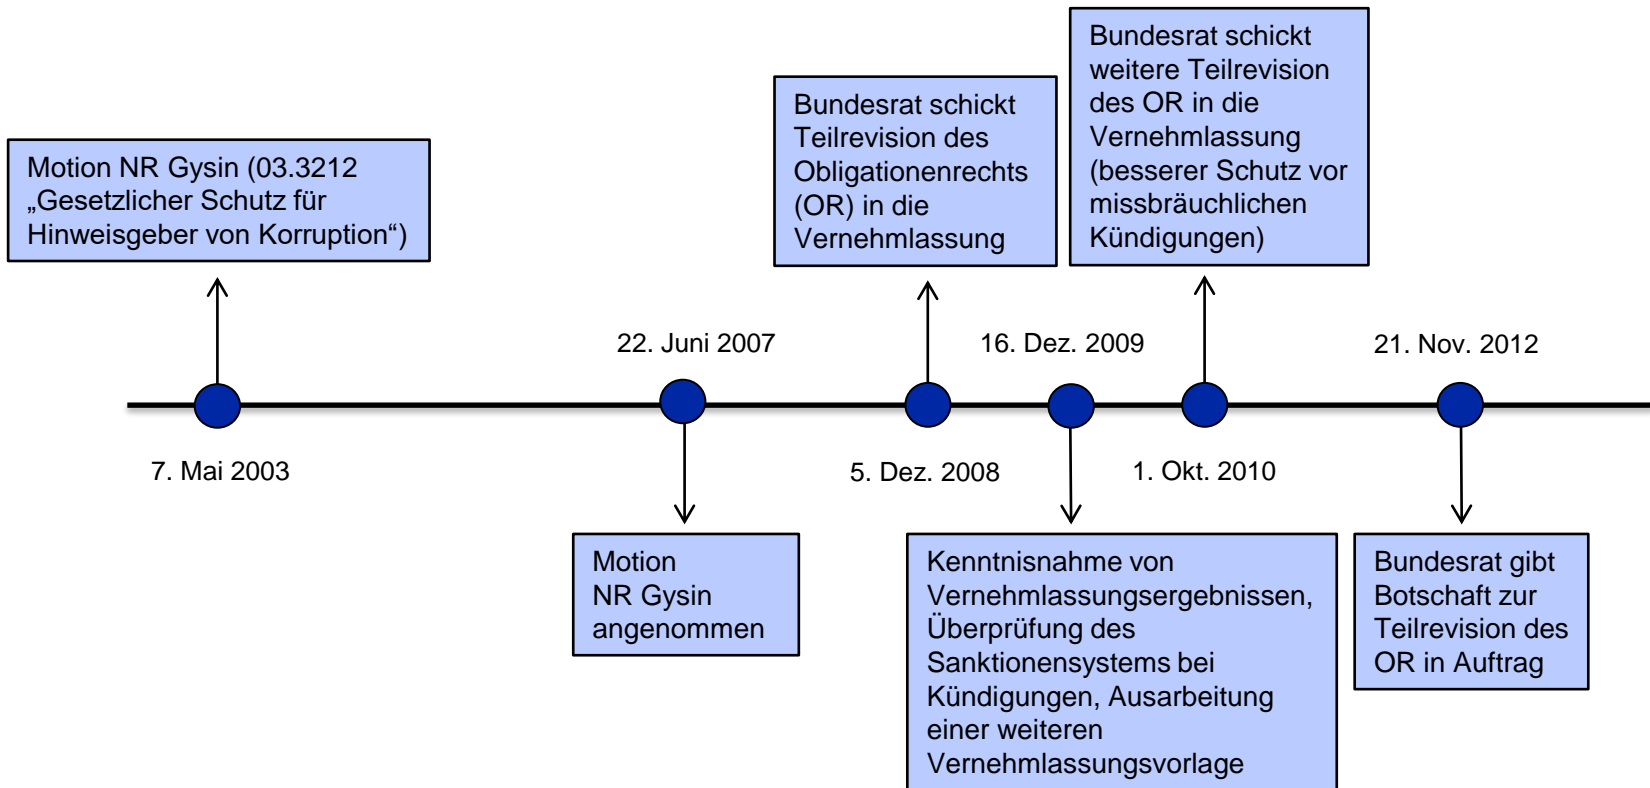 Motion NR Gysin (03.3212
„Gesetzlicher Schutz für
Hinweisgeber von Korruption“)
7. Mai 2003
22. Juni 2007
Motion
NR Gysin
angenommen
Bundesrat schickt
Teilrevision des
Obligationenrechts
(OR) in die
Vernehmlassung
5. Dez. 2008
16. Dez. 2009
Kenntnisnahme von
Vernehmlassungsergebnissen,
Überprüfung des
Sanktionensystems bei
Kündigungen, Ausarbeitung
einer weiteren
Vernehmlassungsvorlage
Bundesrat schickt
weitere Teilrevision
des OR in die
Vernehmlassung
(besserer Schutz vor
missbräuchlichen
Kündigungen)
1. Okt. 2010
21. Nov. 2012
Bundesrat gibt
Botschaft zur
Teilrevision des
OR in Auftrag